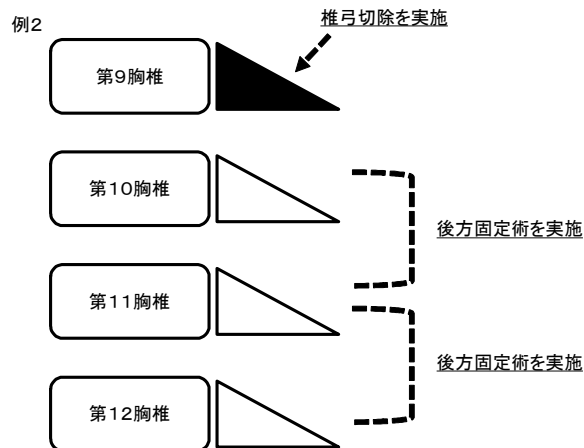 例2
椎弓切除を実施
第9胸椎
第10胸椎
後方固定術を実施
第11胸椎
後方固定術を実施
第12胸椎